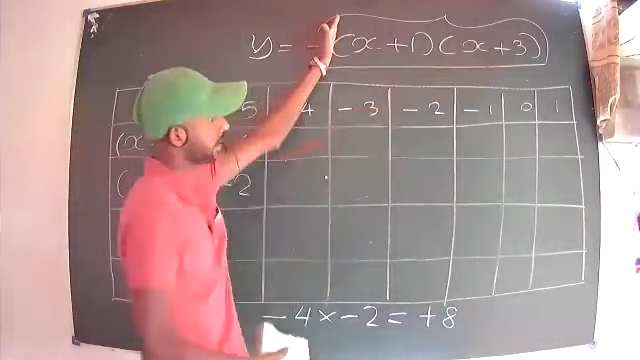 y = - (x + 1) (x + 3)
5 4 - 3 - 2 - 1 0 1
(x
( -2
- 4 x - 2 = + 8